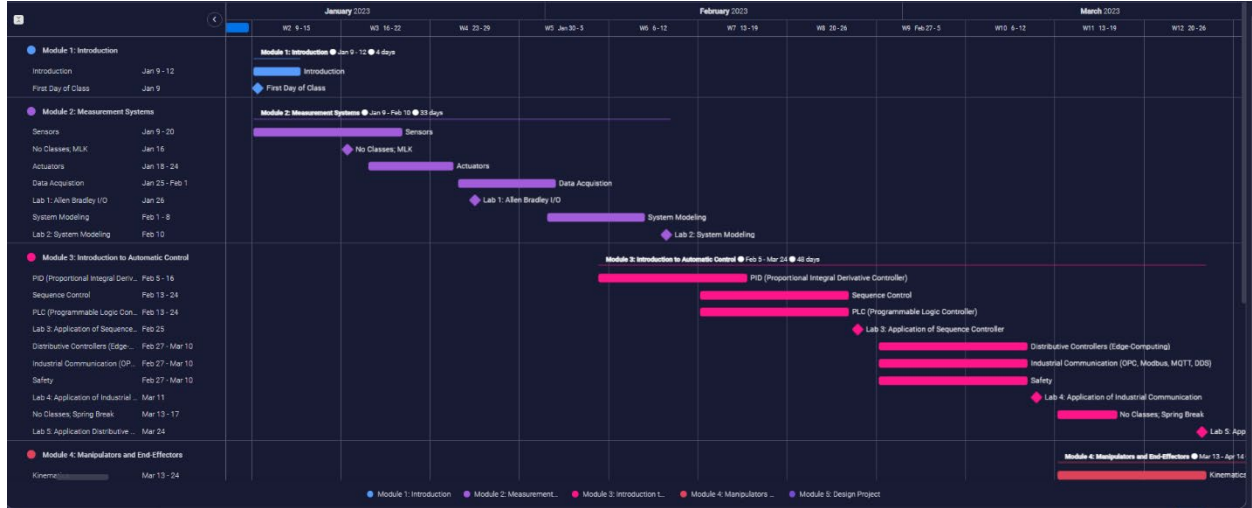 January 2023 February 2023 March 2023
W2 9-15 W3 16-22 W4 23-29 W5 Jan 30-5 W6 6-12 W7 13-19 W8 20-26 W9 Feb 27-5 W10 6-12 W11 13-19 W12 20-26
Module 1: Introduction Module 1: Introduction Jan 9 - 12 4 days
Introduction Jan 9 - 12 Introduction
First Day of Class Jan 9 First Day of Class
Module 2: Measurement Systems Module 2: Measurement Systems Jan 9 - Feb 10 33 days
Sensors Jan 9 - 20 Sensors
No Classes; MLK Jan 16 No Classes; MLK
Actuators Jan 18 - 24 Actuators
Data Acquistion Jan 25 - Feb 1 Data Acquistion
Lab 1: Allen Bradley I/O Jan 26 Lab 1: Allen Bradley I/O
System Modeling Feb 1 - 8 System Modeling
Lab 2: System Modeling Feb 10 Lab 2: System Modeling
Module 3: Introduction to Automatic Control Module 3: Introduction to Automatic Control Feb 5 - Mar 24 48 days
PID (Proportional Integral Deriv... Feb 5 - 16 PID (Proportional Integral Derivative Controller)
Sequence Control Feb 13 - 24 Sequence Control
PLC (Programmable Logic Con... Feb 13 - 24 PLC (Programmable Logic Controller)
Lab 3: Application of Sequence... Feb 25 Lab 3: Application of Sequence Controller
Distributive Controllers (Edge-... Feb 27 - Mar 10 Distributive Controllers (Edge-Computing)
Industrial Communication (OP... Feb 27 - Mar 10 Industrial Communication (OPC, Modbus, MQTT, DDS)
Safety Feb 27 - Mar 10 Safety
Lab 4: Application of Industrial ... Mar 11 Lab 4: Application of Industrial Communication
No Classes; Spring Break Mar 13 - 17 No Classes; Spring Break
Lab 5: Application Distributive ... Mar 24 Lab 5: App
Module 4: Manipulators and End-Effectors Module 4: Manipulators and End-Effectors Mar 13 - Apr 14
Kinematics Mar 13 - 24 Kinematics
Module 1: Introduction Module 2: Measurement... Module 3: Introduction t... Module 4: Manipulators ... Module 5: Design Project